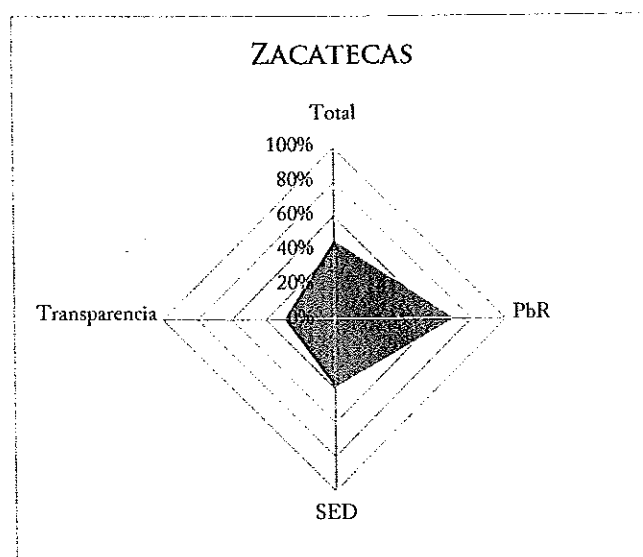 ZACATECAS
Total
100%
80%
60%
40%
20%
0%
Transparencia
PbR
SED